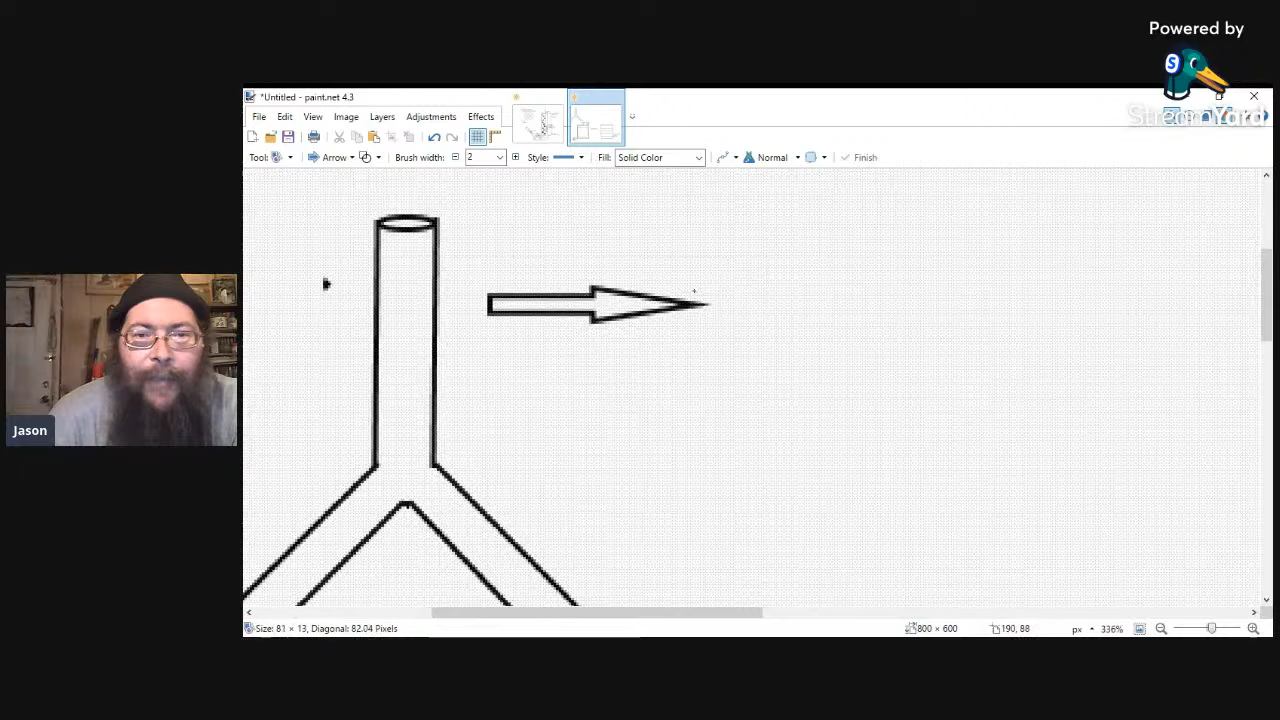 Powered by
StreamYard
S
*Untitled - paint.net 4.3
File Edit View Image Layers Adjustments Effects
Tool: Arrow Brush width: 2 Style: Fill: Solid Color Normal Finish
Jason
Size: 81 × 13, Diagonal: 82.04 Pixels 800 × 600 190, 88 px 336%